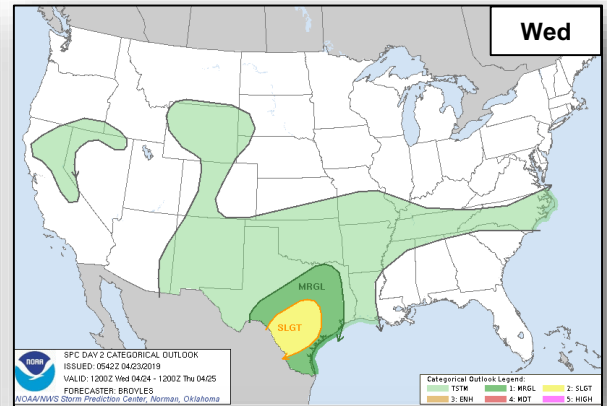 Wed
MRGL
SLGT
NOAA
SPC DAY 2 CATEGORICAL OUTLOOK
ISSUED: 0542Z 04/23/2019
VALID: 1200Z Wed 04/24 - 1200Z Thu 04/25
FORECASTER: BROYLES
NOAA/NWS Storm Prediction Center, Norman, Oklahoma
Categorical Outlook Legend:
TSTM 1: MRGL 2: SLGT
3: ENH 4: MDT 5: HIGH